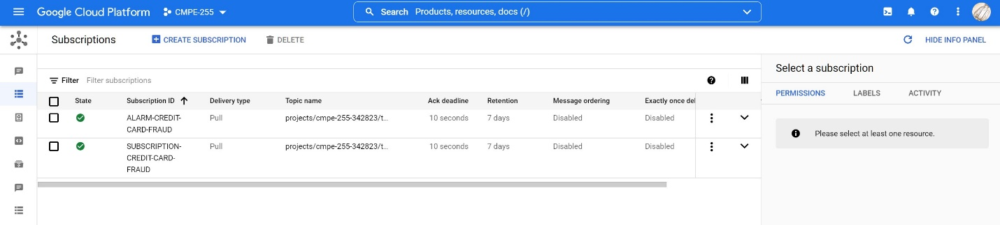 Google Cloud Platform CMPE-255 Search Products, resources, docs (/)
Subscriptions CREATE SUBSCRIPTION DELETE HIDE INFO PANEL
Select a subscription
Filter Filter subscriptions
PERMISSIONS LABELS ACTIVITY
State Subscription ID Delivery type Topic name Ack deadline Retention Message ordering Exactly once del
ALARM-CREDIT- Pull projects/cmpe-255-342823/t... 10 seconds 7 days Disabled Disabled
CARD-FRAUD
Please select at least one resource.
SUBSCRIPTION- Pull projects/cmpe-255-342823/t... 10 seconds 7 days Disabled Disabled
CREDIT-CARD-
FRAUD